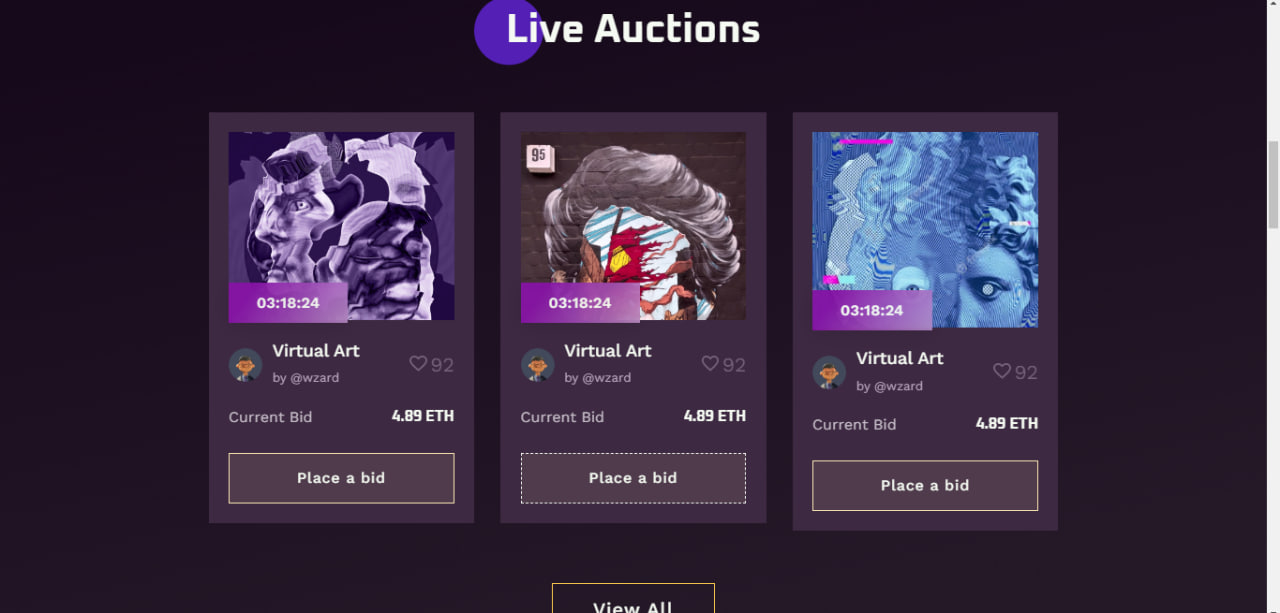 Live Auctions
95
03:18:24
03:18:24
03:18:24
Virtual Art
by @wzard
92
Virtual Art
by @wzard
92
Virtual Art
by @wzard
92
Current Bid 4.89 ETH
Current Bid 4.89 ETH
Current Bid 4.89 ETH
Place a bid
Place a bid
Place a bid
View All